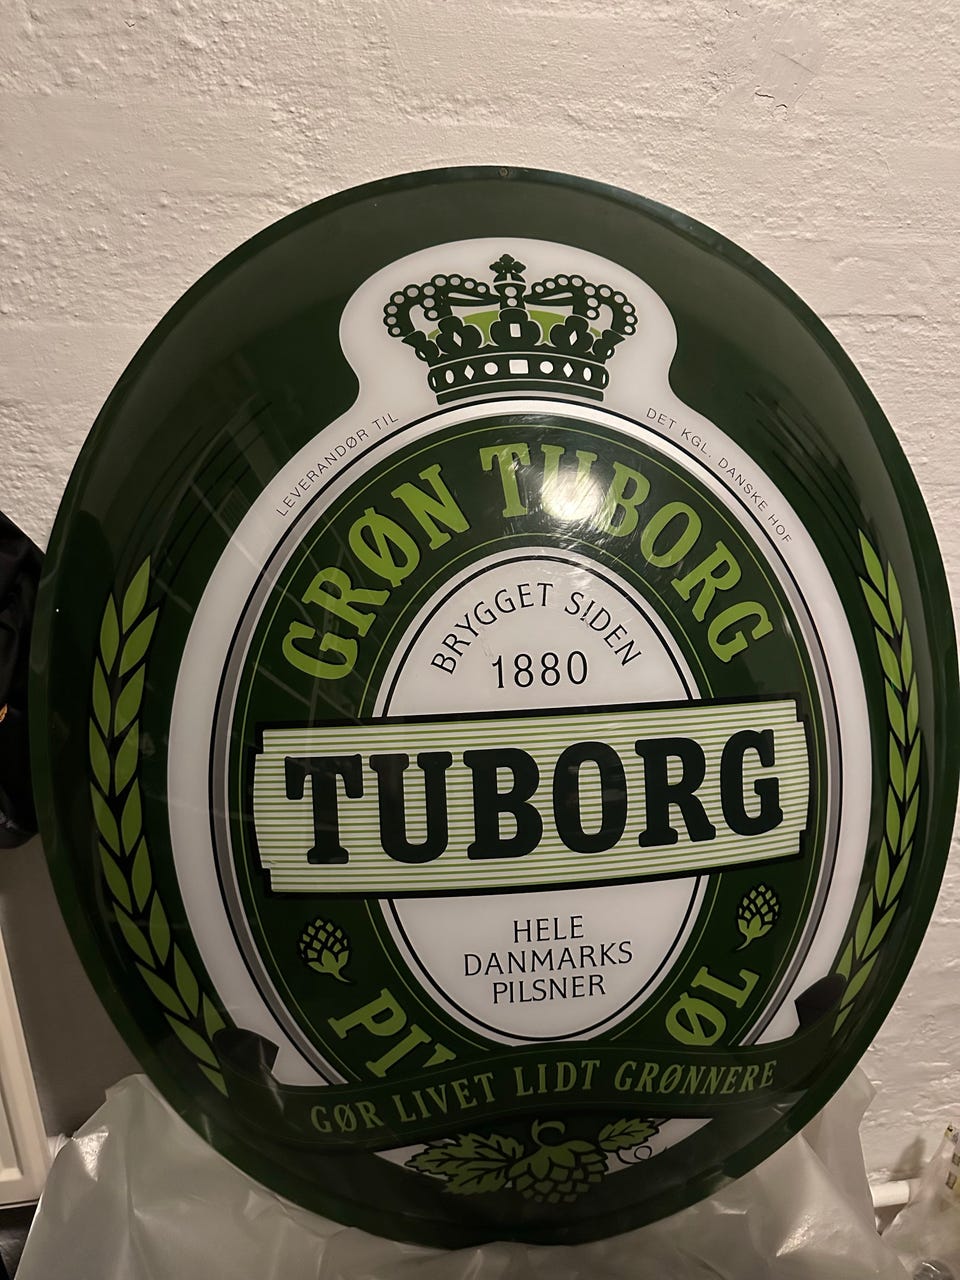 LEVERANDØR TIL
DET KGL. DANSKE HOF
GRØN TUBORG
BRYGGET SIDEN
1880
TUBORG
HELE
DANMARKS
PILSNER
ØL
GØR LIVET LIDT GRØNNERE